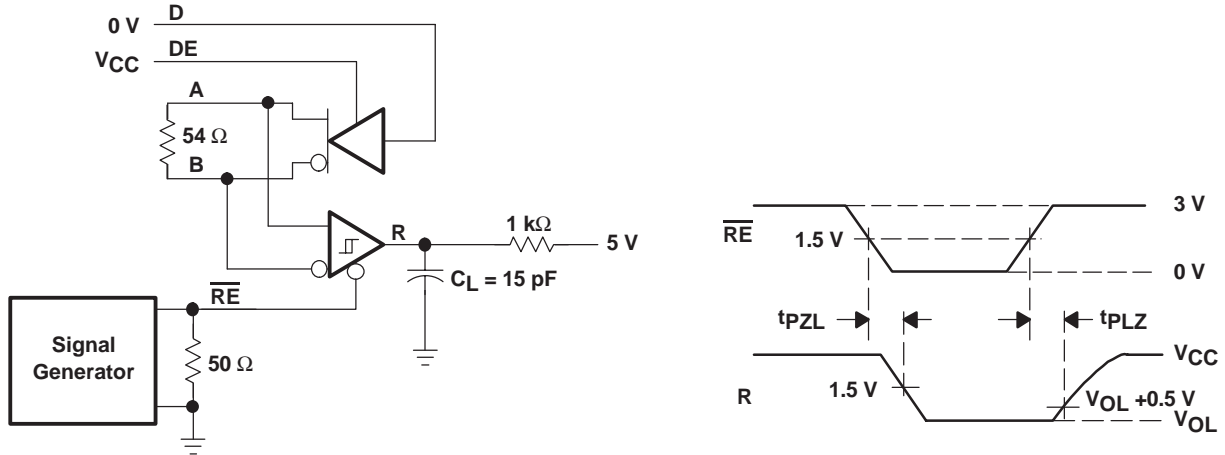 D
0 V
DE
VCC
A
54 Ω
B
R
1 kΩ
5 V
CL = 15 pF
RE
Signal
Generator
50 Ω
3 V
RE
1.5 V
0 V
tPZL
tPLZ
VCC
1.5 V
R
VOL +0.5 V
VOL